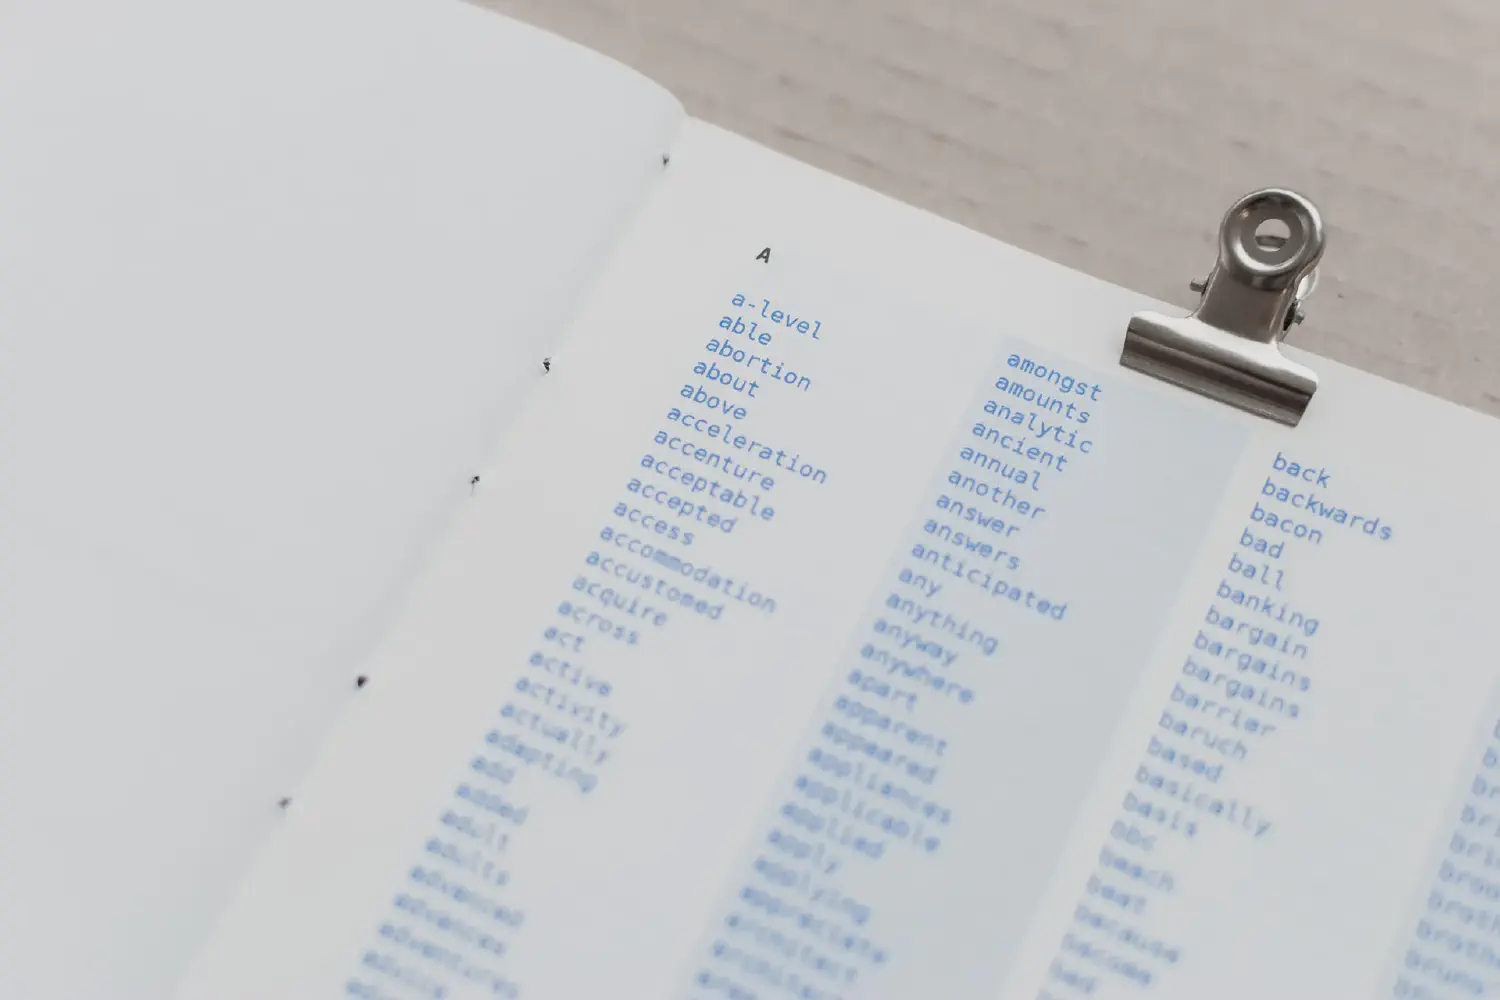 A
a-level
able
abortion
about
above
acceleration
accenture
acceptable
accepted
access
accommodation
accustomed
acquire
across
act
active
activity
actually
adapting
add
added
adult
adults
advanced
advances
adventures
amongst
amounts
analytic
ancient
annual
another
answer
answers
anticipated
any
anything
anyway
anywhere
apart
apparent
appeared
appliances
applicable
applied
apply
applying
appreciate
architect
back
backwards
bacon
bad
ball
banking
bargain
bargains
bargains
barrier
baruch
based
basically
basis
bbc
beach
beat
because
become
bed